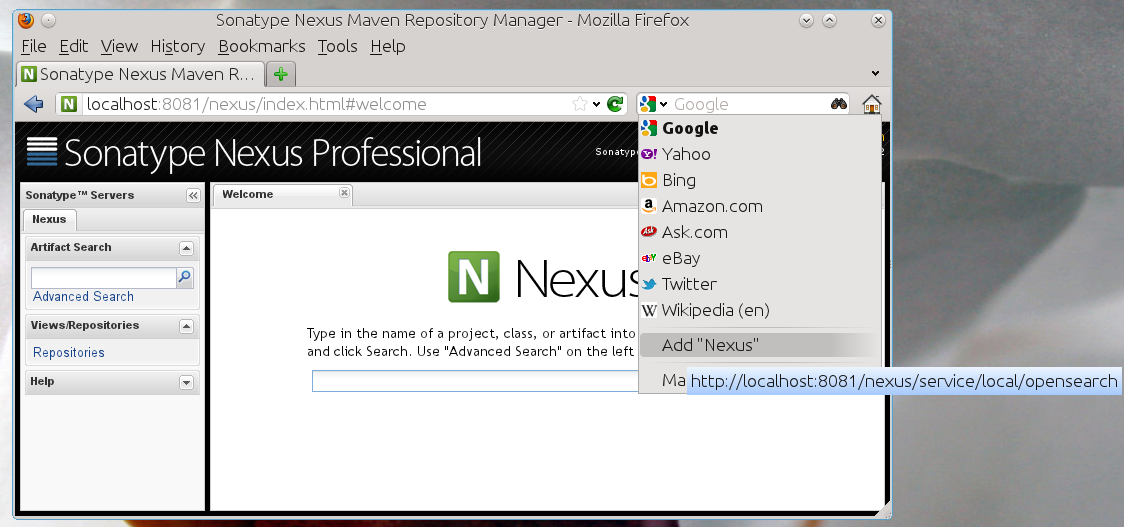 Sonatype Nexus Maven Repository Manager - Mozilla Firefox
File Edit View History Bookmarks Tools Help
Sonatype Nexus Maven R...
localhost:8081/nexus/index.html#welcome
Google
Sonatype Nexus Professional
Google
Yahoo
Bing
Amazon.com
Ask.com
eBay
Twitter
Wikipedia (en)
Add "Nexus"
http://localhost:8081/nexus/service/local/opensearch
Sonatype™ Servers
Nexus
Artifact Search
Advanced Search
Views/Repositories
Repositories
Help
Welcome
N Nexus
Type in the name of a project, class, or artifact into
and click Search. Use "Advanced Search" on the left